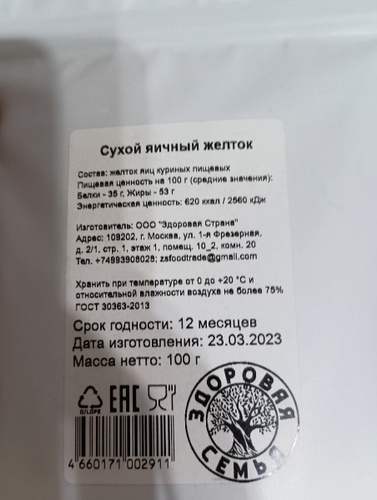 Сухой яичный желток
Состав: желток яиц куриных пищевых
Пищевая ценность на 100 г (средние значения):
Белки - 35 г, Жиры - 53 г
Энергетическая ценность: 620 ккал / 2560 кДж
Изготовитель: ООО "Здоровая Страна"
Адрес: 109202, г. Москва, ул. 1-я Фрезерная,
д. 2/1, стр. 1, этаж 1, помещ. 10_2, комн. 20
Тел. +74993908028; zsfoodtrade@gmail.com
Хранить при температуре от 0 до +20 °С и
относительной влажности воздуха не более 75%
ГОСТ 30363-2013
Срок годности: 12 месяцев
Дата изготовления: 23.03.2023
Масса нетто: 100 г
C/LDPE
EAC
ЗДОРОВАЯ
СЕМЬЯ
4 660171 002911